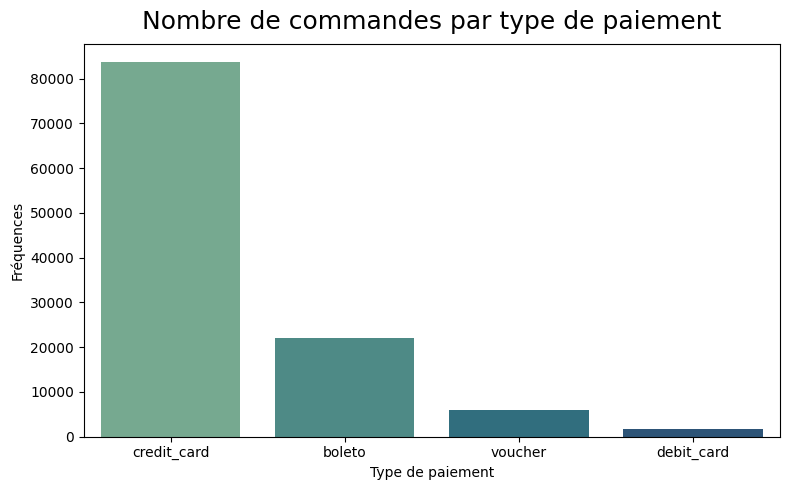 Nombre de commandes par type de paiement
80000
70000
60000
50000
40000
30000
20000
10000
0
Fréquences
credit_card boleto voucher debit_card
Type de paiement